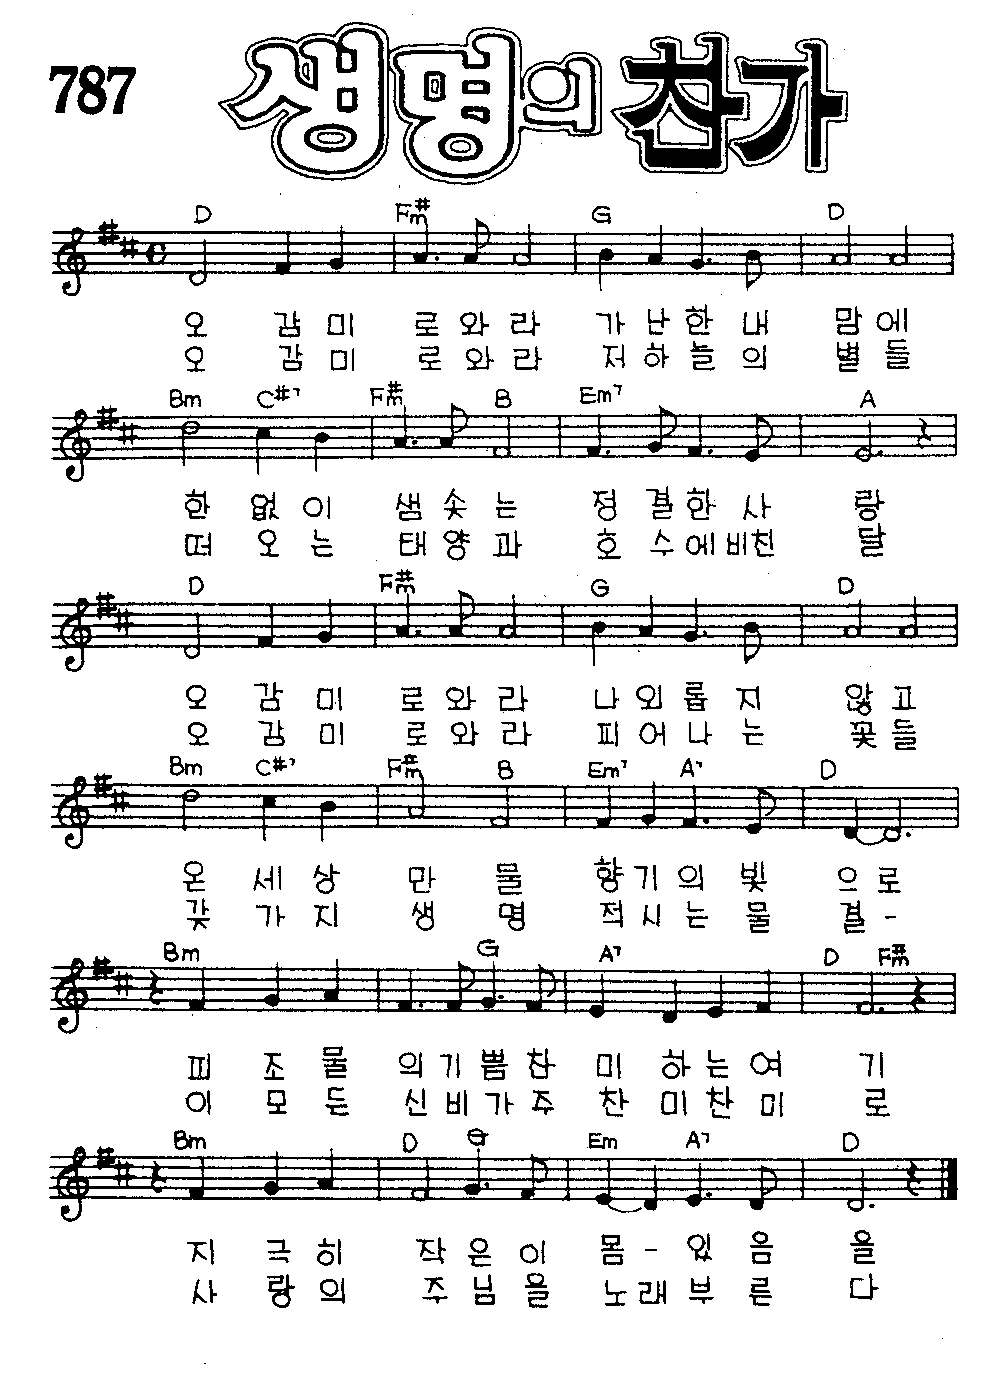 787
생명의 찬가
D F#m G D
오 감미 로와라 가난한내 맘에
오 감미 로와라 저하늘의 별들
Bm C#7 F#m B Em7 A
한없이 샘솟는 정결한사 랑
떠오는 태양과 호수에비친 달
D F#m G D
오 감미 로와라 나외롭지 않고
오 감미 로와라 피어나는 꽃들
Bm C#7 F#m B Em7 A7 D
온세상 만물 향기의빛 으로
갖가지 생명 적시는물 결-
Bm G A7 D F#m
피조물 의기쁨찬 미하는여 기
이모든 신비가주 찬미찬미 로
Bm D G Em A7 D
지극히 작은이 몸-있음 을
사랑의 주님을 노래부른 다